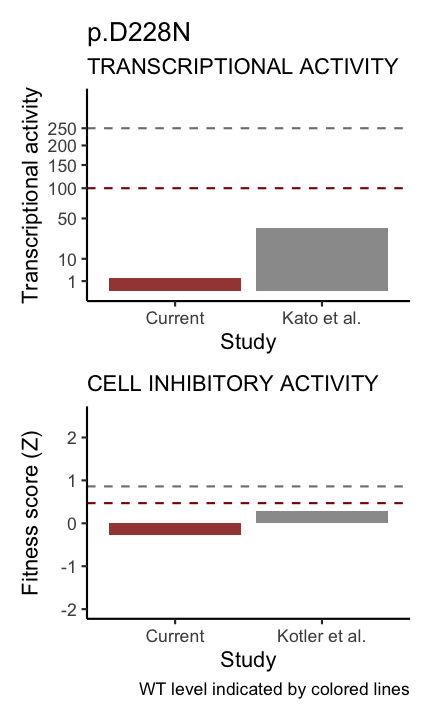 p.D228N
TRANSCRIPTIONAL ACTIVITY
Transcriptional activity
250
200
150
100
50
10
1
Current
Kato et al.
Study
CELL INHIBITORY ACTIVITY
Fitness score (Z)
2
1
0
-1
-2
Current
Kotler et al.
Study
WT level indicated by colored lines